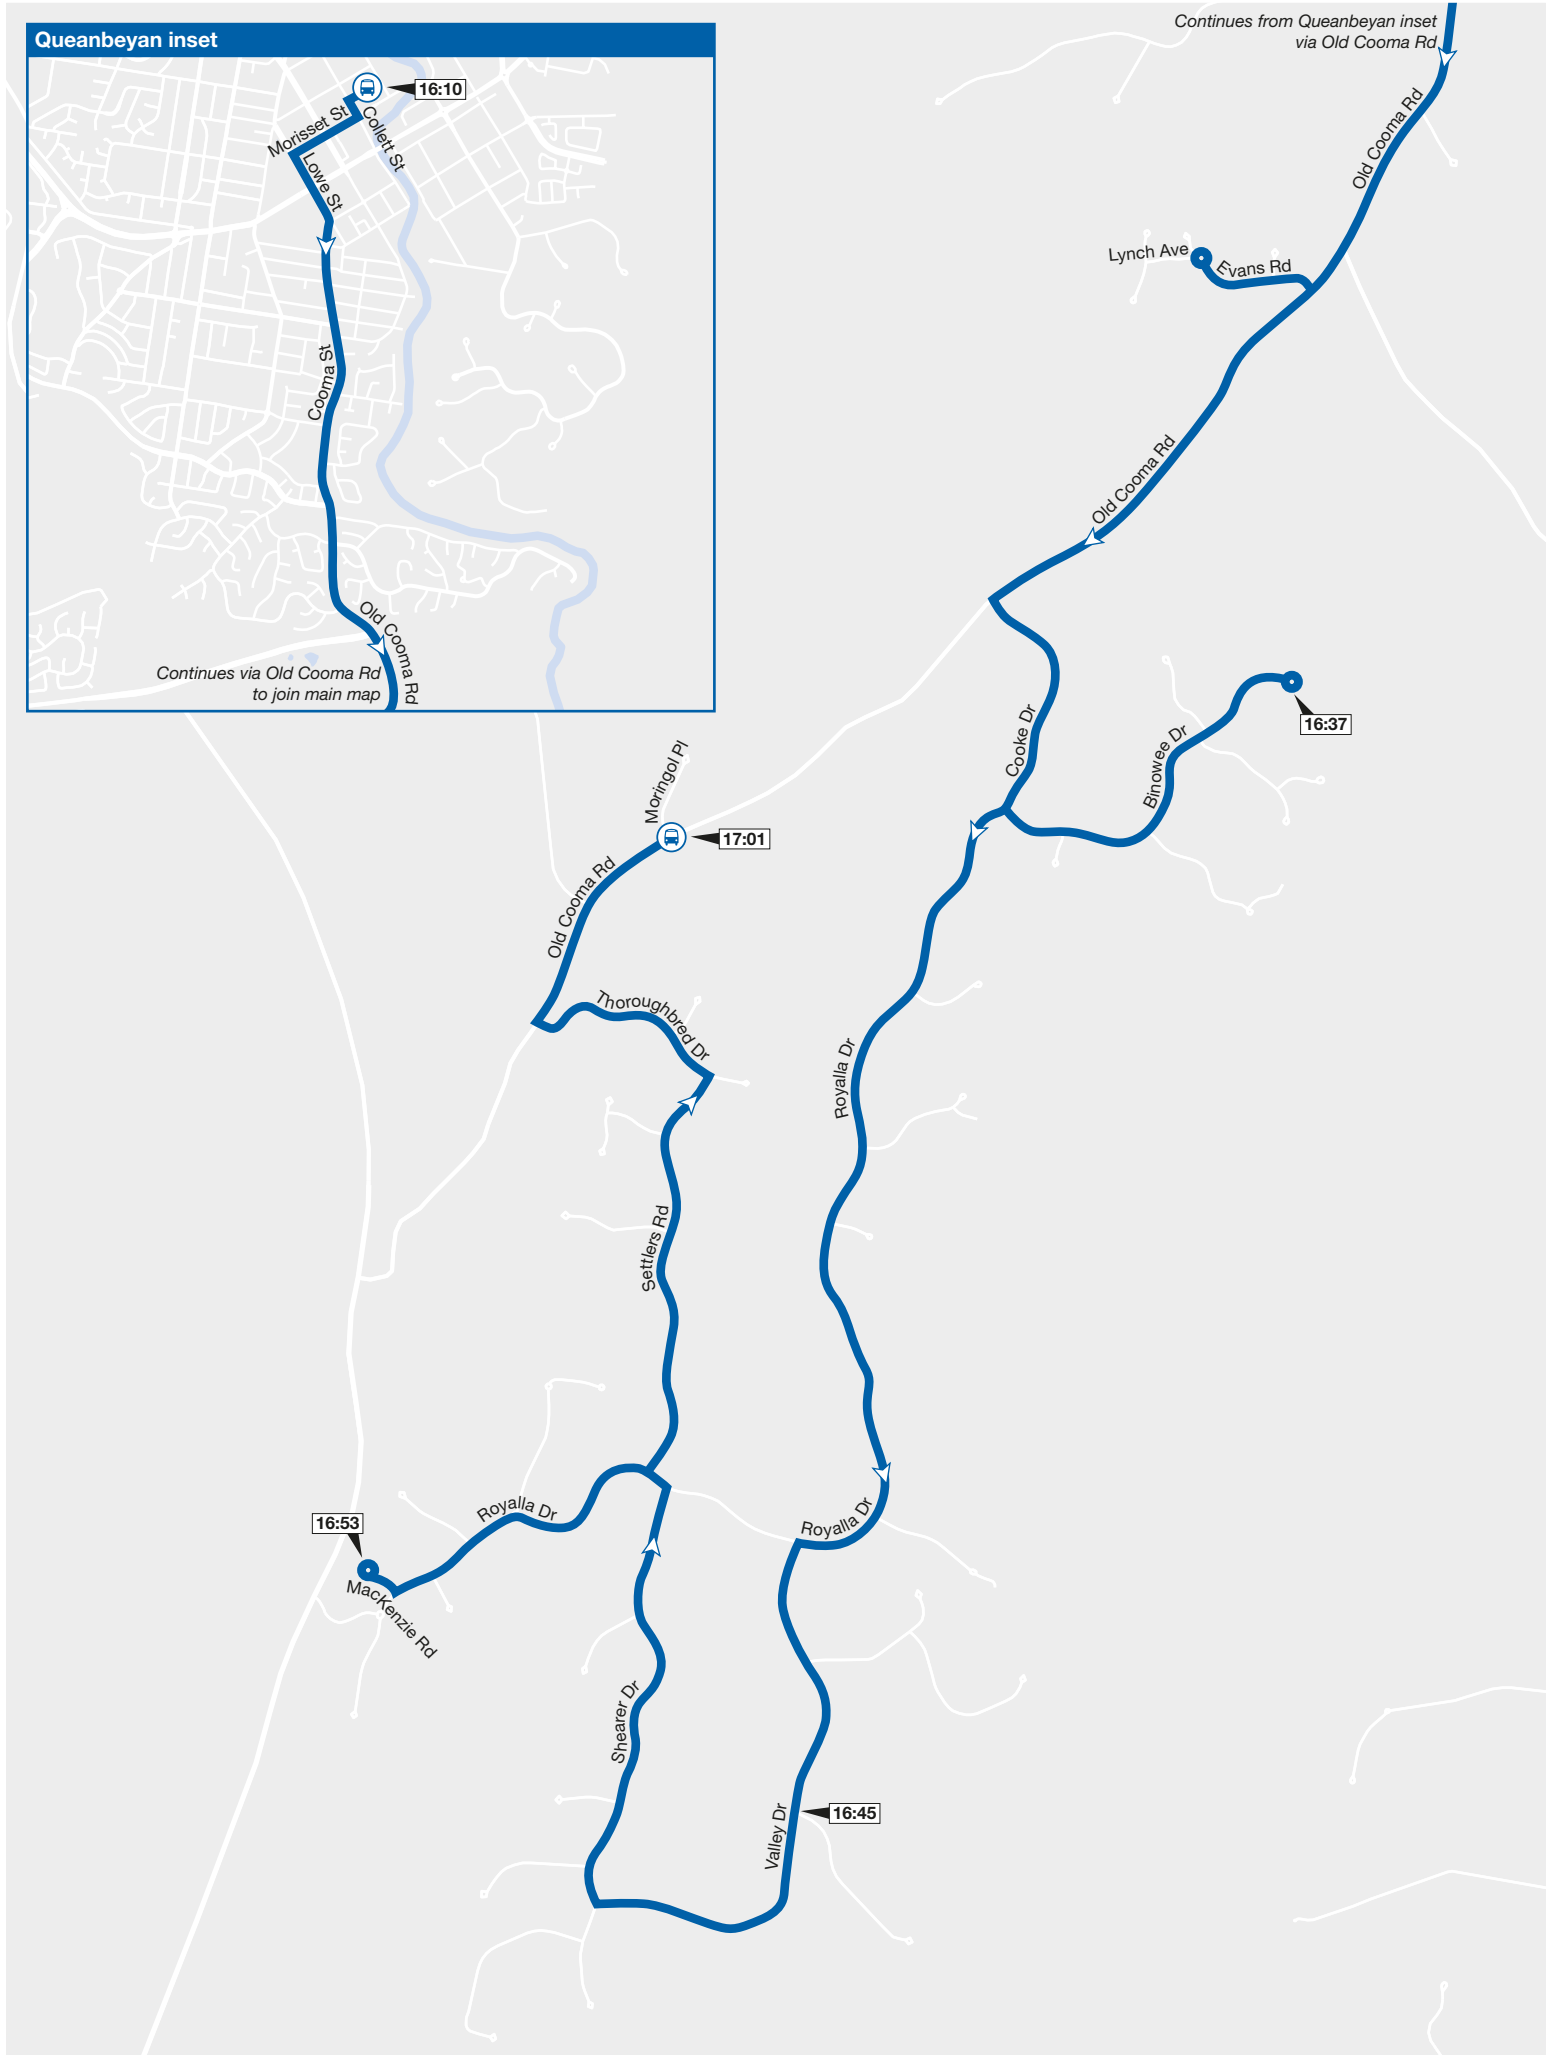 Queanbeyan inset
Continues from Queanbeyan inset
via Old Cooma Rd
16:10
Morisset St
Collett St
Lowe St
Cooma St
Old Cooma Rd
Continues via Old Cooma Rd
to join main map
Old Cooma Rd
Lynch Ave
Evans Rd
Old Cooma Rd
Cooke Dr
Binowee Dr
16:37
Moringol Pl
17:01
Old Cooma Rd
Thoroughbred Dr
Royalla Dr
Settlers Rd
Royalla Dr
Royalla Dr
16:53
MacKenzie Rd
Shearer Dr
Valley Dr
16:45